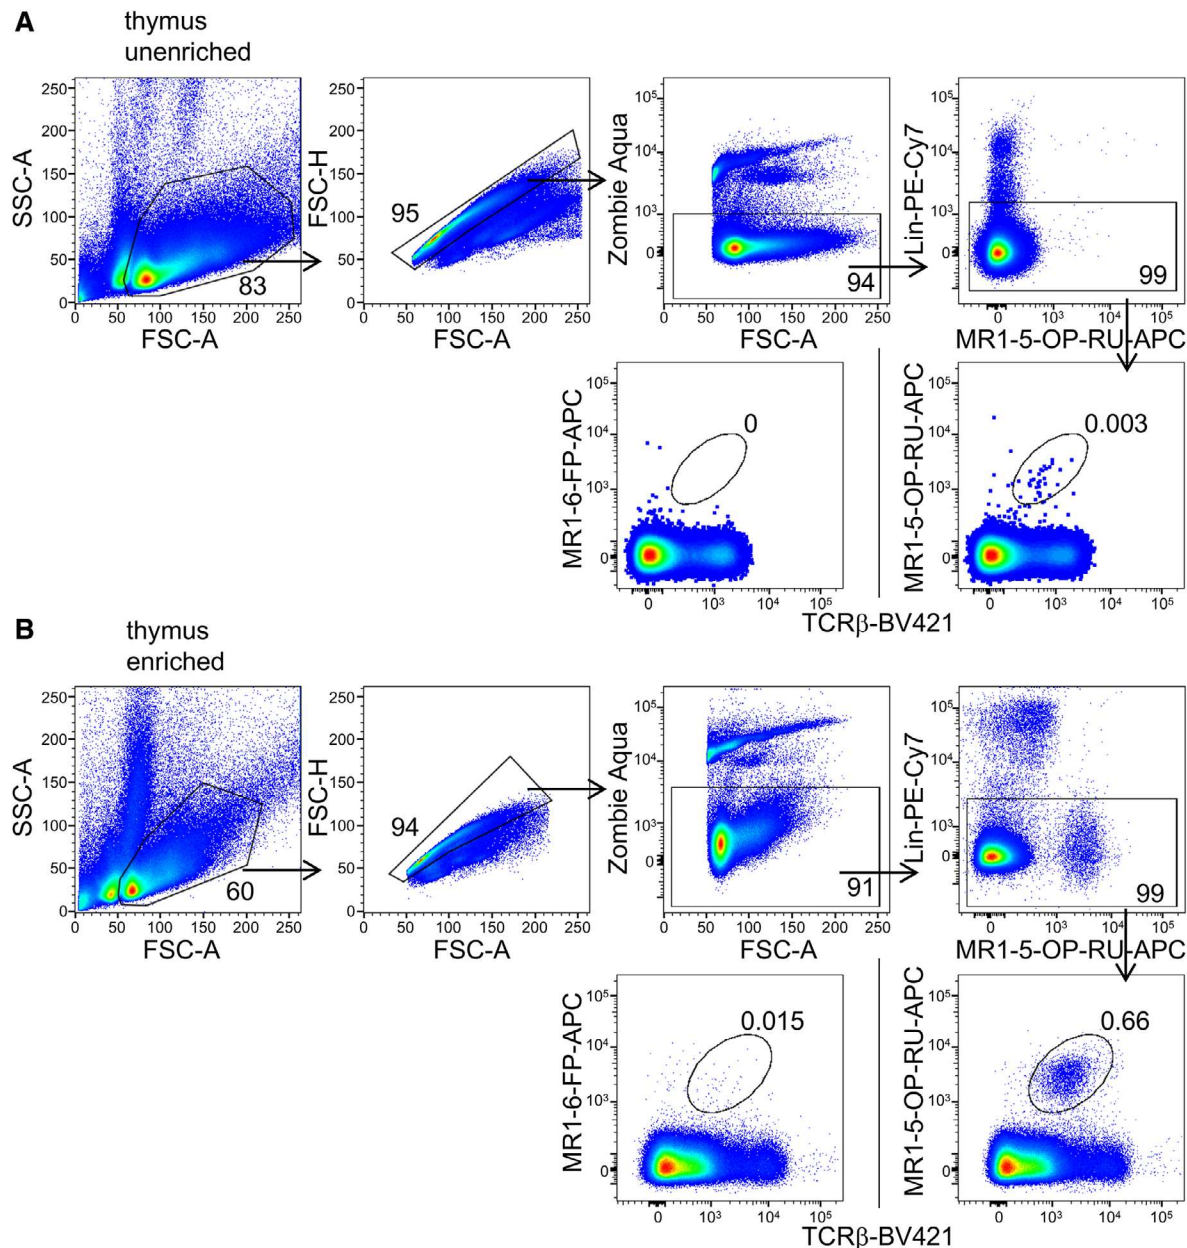 A
thymus
unenriched
SSC-A
250
200
150
100
50
0
0 50 100 150 200 250
FSC-A
83
FSC-H
250
200
150
100
50
0
0 50 100 150 200 250
FSC-A
95
Zombie Aqua
10⁵
10⁴
10³
0
0 50 100 150 200 250
FSC-A
94
Lin-PE-Cy7
10⁵
10⁴
10³
0
0 10³ 10⁴ 10⁵
MR1-5-OP-RU-APC
99
MR1-6-FP-APC
10⁵
10⁴
10³
0
0 10³ 10⁴ 10⁵
0
MR1-5-OP-RU-APC
10⁵
10⁴
10³
0
0 10³ 10⁴ 10⁵
0.003
TCRβ-BV421
B
thymus
enriched
SSC-A
250
200
150
100
50
0
0 50 100 150 200 250
FSC-A
60
FSC-H
250
200
150
100
50
0
0 50 100 150 200 250
FSC-A
94
Zombie Aqua
10⁵
10⁴
10³
0
0 50 100 150 200 250
FSC-A
91
Lin-PE-Cy7
10⁵
10⁴
10³
0
0 10³ 10⁴ 10⁵
MR1-5-OP-RU-APC
99
MR1-6-FP-APC
10⁵
10⁴
10³
0
0 10³ 10⁴ 10⁵
0.015
MR1-5-OP-RU-APC
10⁵
10⁴
10³
0
0 10³ 10⁴ 10⁵
0.66
TCRβ-BV421